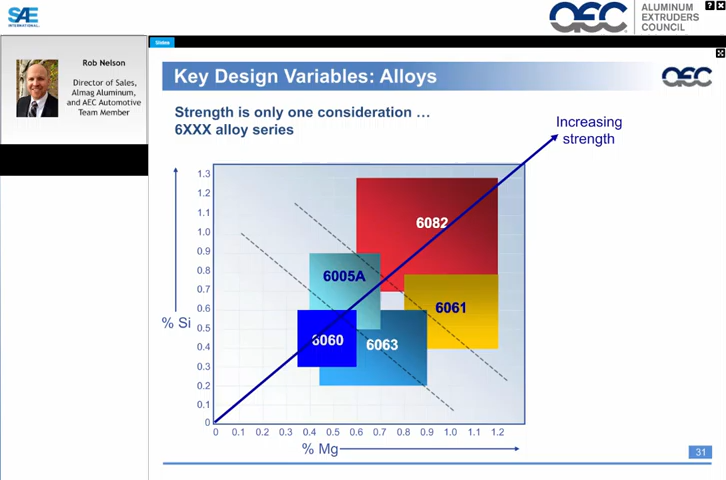 SAE
INTERNATIONAL
AEC
ALUMINUM
EXTRUDERS
COUNCIL
?
X
Rob Nelson
Director of Sales,
Almag Aluminum,
and AEC Automotive
Team Member
Slides
Key Design Variables: Alloys
AEC
Strength is only one consideration …
6XXX alloy series
Increasing
strength
1.3
1.2
1.1
1.0
0.9
0.8
0.7
0.6
0.5
0.4
0.3
0.2
0.1
0
% Si
6082
6005A
6061
6060
6063
0 0.1 0.2 0.3 0.4 0.5 0.6 0.7 0.8 0.9 1.0 1.1 1.2
% Mg
31